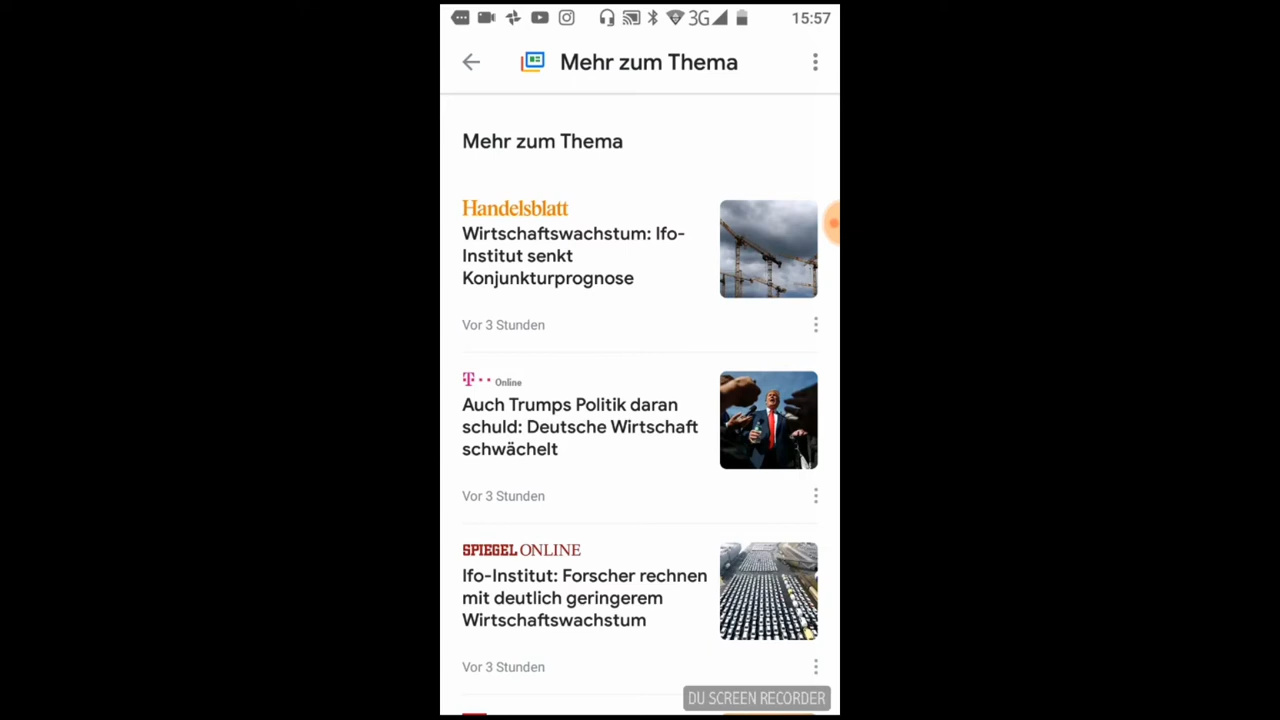 3G 15:57
Mehr zum Thema
Mehr zum Thema
Handelsblatt
Wirtschaftswachstum: Ifo-
Institut senkt
Konjunkturprognose
Vor 3 Stunden
T Online
Auch Trumps Politik daran
schuld: Deutsche Wirtschaft
schwächelt
Vor 3 Stunden
SPIEGEL ONLINE
Ifo-Institut: Forscher rechnen
mit deutlich geringerem
Wirtschaftswachstum
Vor 3 Stunden
DU SCREEN RECORDER